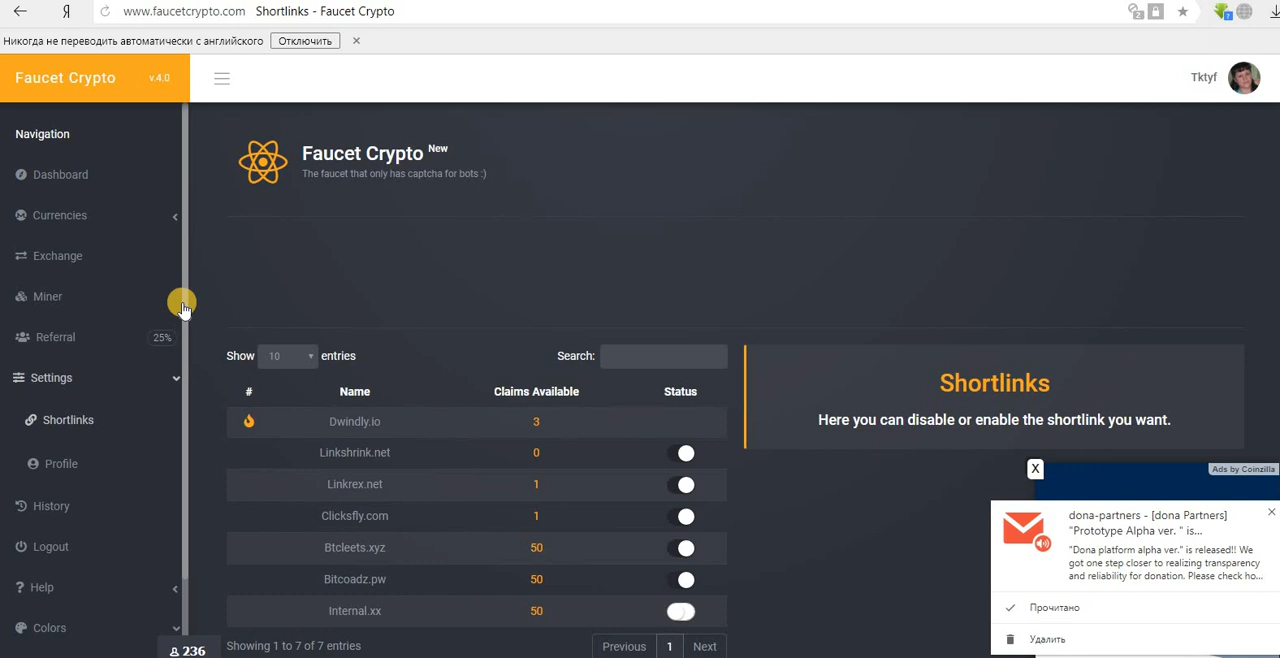 Я
www.faucetcrypto.com Shortlinks - Faucet Crypto
2
?
Никогда не переводить автоматически с английского Отключить ×
Faucet Crypto v.4.0
Tktyf
Navigation
Dashboard
Currencies
Exchange
Miner
Referral 25%
Settings
Shortlinks
Profile
History
Logout
? Help
Colors
236
Faucet Crypto New
The faucet that only has captcha for bots :)
Show 10 entries
Search:
# Name Claims Available Status
Dwindly.io 3
Linkshrink.net 0
Linkrex.net 1
Clicksfly.com 1
Btcleets.xyz 50
Bitcoadz.pw 50
Internal.xx 50
Showing 1 to 7 of 7 entries
Previous 1 Next
Shortlinks
Here you can disable or enable the shortlink you want.
X
Ads by Coinzilla
dona-partners - [dona Partners]
"Prototype Alpha ver. " is...
"Dona platform alpha ver." is released!! We
got one step closer to realizing transparency
and reliability for donation. Please check ho...
Прочитано
Удалить